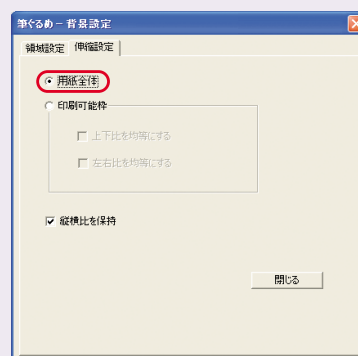 筆ぐるめ - 背景設定
領域設定 伸縮設定
用紙全体
印刷可能枠
上下比を均等にする
左右比を均等にする
縦横比を保持
閉じる